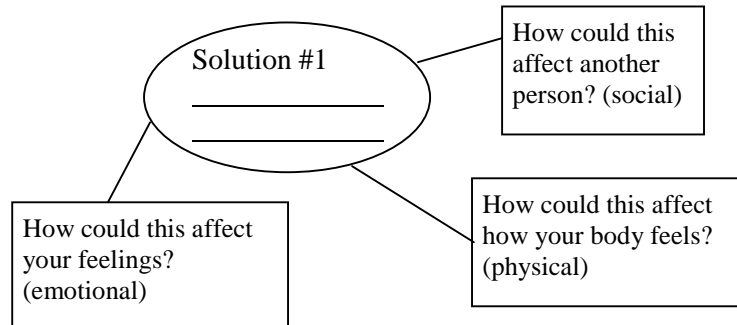 Solution #1
How could this
affect another
person? (social)
How could this affect
how your body feels?
(physical)
How could this affect
your feelings?
(emotional)